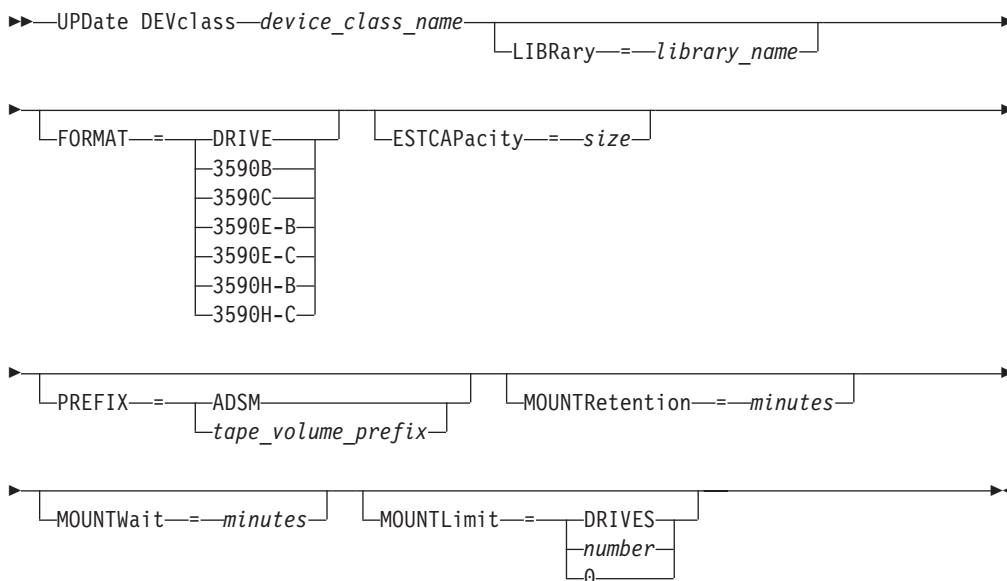 UPDate DEVclass device_class_name
LIBRary = library_name
FORMAT = DRIVE
3590B
3590C
3590E-B
3590E-C
3590H-B
3590H-C
ESTCAPacity = size
PREFIX = ADSM
tape_volume_prefix
MOUNTRetention = minutes
MOUNTWait = minutes
MOUNTLimit = DRIVES
number
0